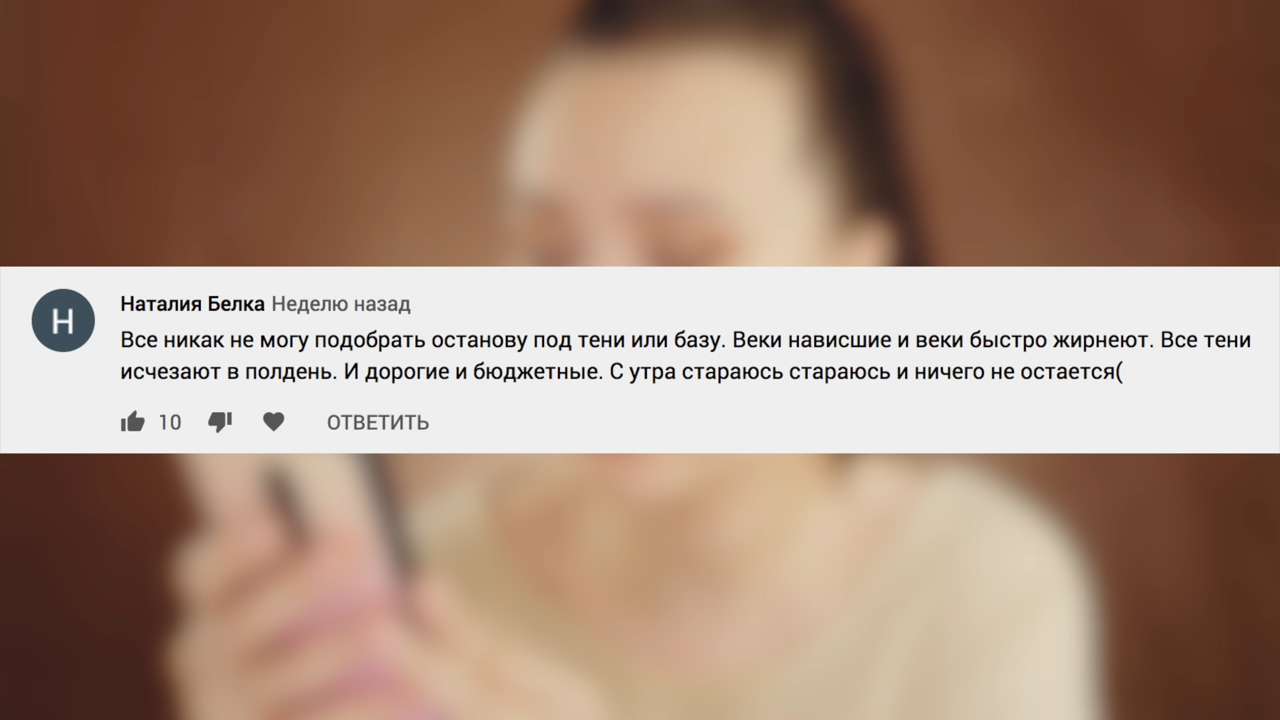 Н
Наталия Белка Неделю назад
Все никак не могу подобрать останову под тени или базу. Веки нависшие и веки быстро жирнеют. Все тени
исчезают в полдень. И дорогие и бюджетные. С утра стараюсь стараюсь и ничего не остается(
10 ОТВЕТИТЬ